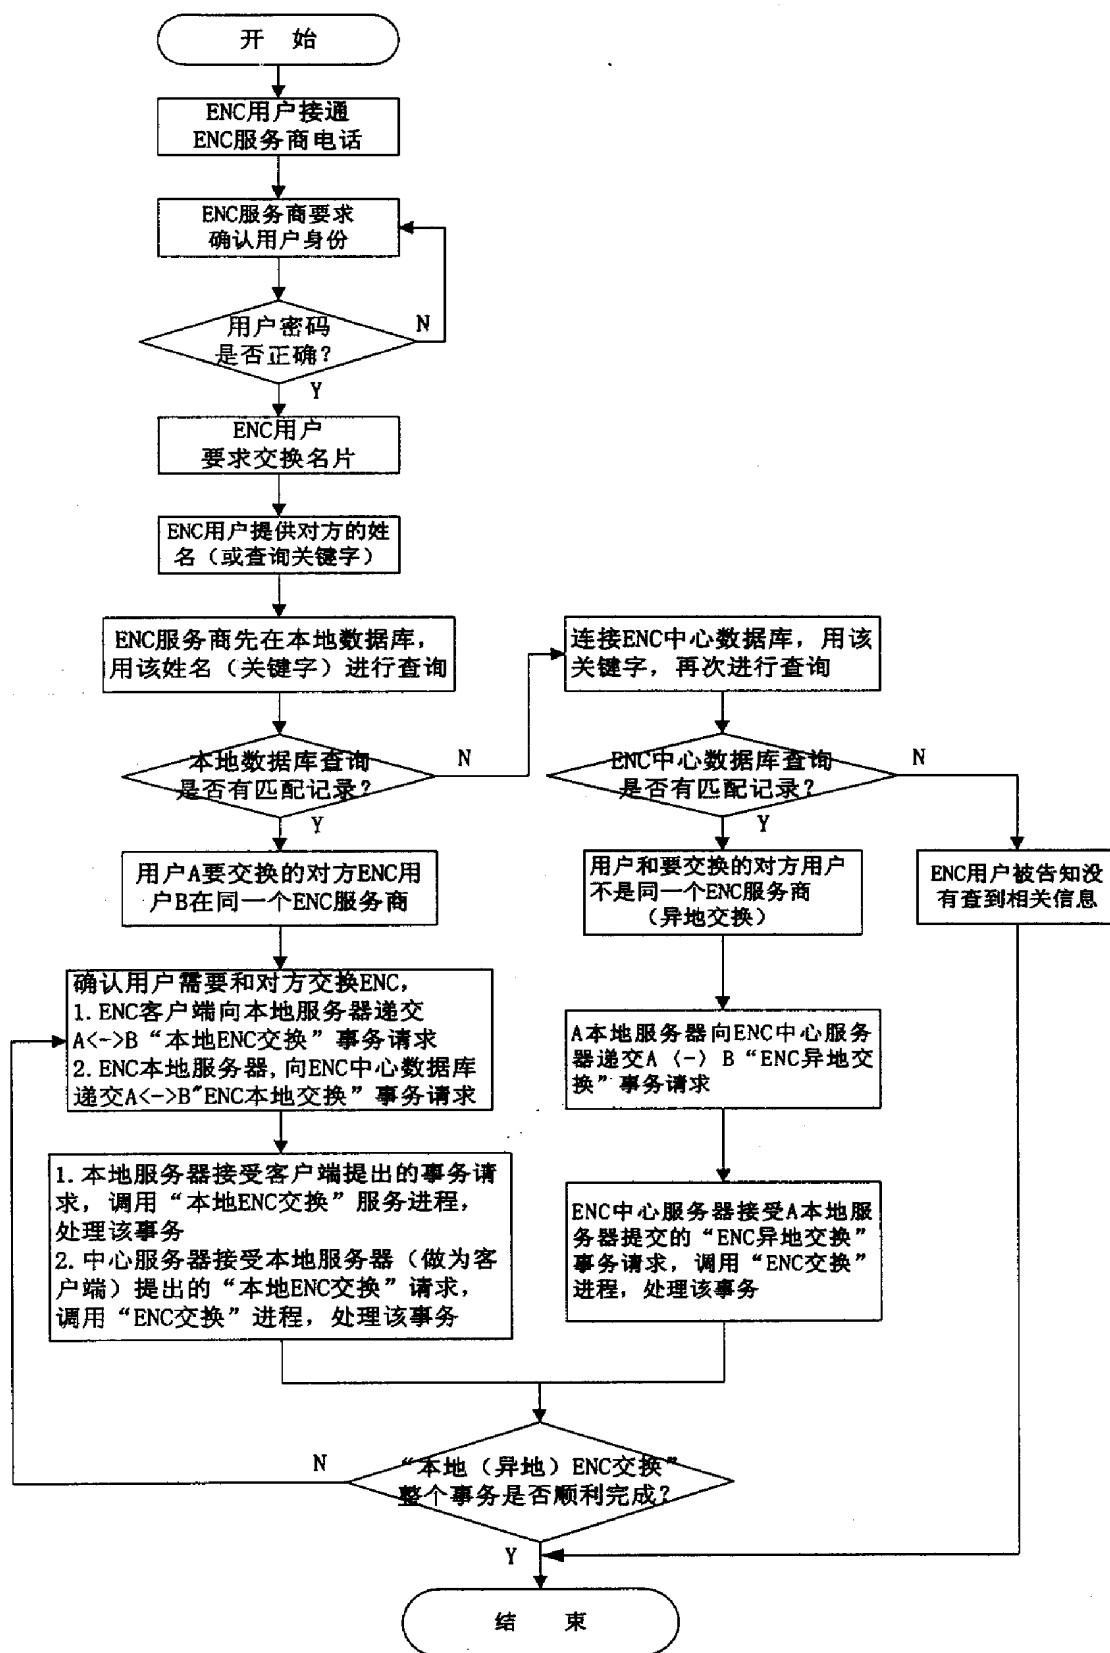 开 始
ENC用户接通
ENC服务商电话
ENC服务商要求
确认用户身份
用户密码
是否正确?
N
Y
ENC用户
要求交换名片
ENC用户提供对方的姓
名（或查询关键字）
ENC服务商先在本地数据库，
用该姓名（关键字）进行查询
连接ENC中心数据库，用该
关键字，再次进行查询
本地数据库查询
是否有匹配记录?
N
Y
ENC中心数据库查询
是否有匹配记录?
N
Y
用户A要交换的对方ENC用
户B在同一个ENC服务商
用户和要交换的对方用户
不是同一个ENC服务商
（异地交换）
ENC用户被告知没
有查到相关信息
确认用户需要和对方交换ENC，
1. ENC客户端向本地服务器递交
A<->B“本地ENC交换”事务请求
2. ENC本地服务器, 向ENC中心数据库
递交A<->B"ENC本地交换”事务请求
A本地服务器向ENC中心服务
器递交A〈-〉B“ENC异地交
换”事务请求
1. 本地服务器接受客户端提出的事务请
求，调用“本地ENC交换”服务进程，
处理该事务
2. 中心服务器接受本地服务器（做为客
户端）提出的“本地ENC交换”请求，
调用“ENC交换”进程，处理该事务
ENC中心服务器接受A本地服
务器提交的“ENC异地交换”
事务请求，调用“ENC交换”
进程，处理该事务
“本地（异地）ENC交换”
整个事务是否顺利完成?
N
Y
结 束